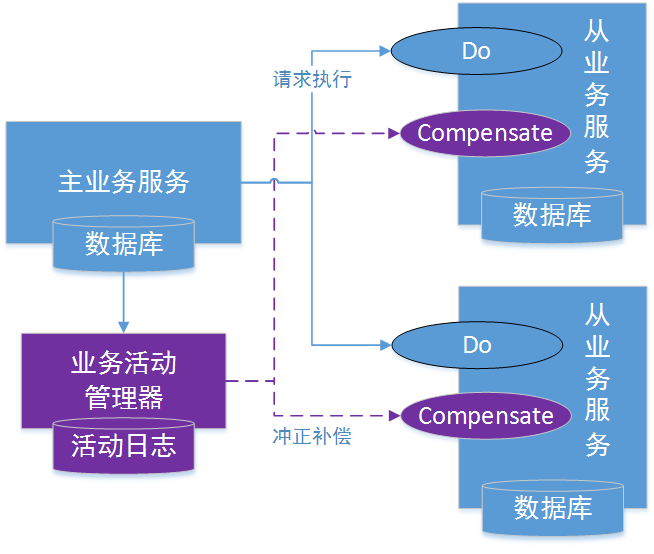 主业务服务
数据库
业务活动
管理器
活动日志
请求执行
冲正补偿
Do
Compensate
从
业
务
服
务
数据库
Do
Compensate
从
业
务
服
务
数据库